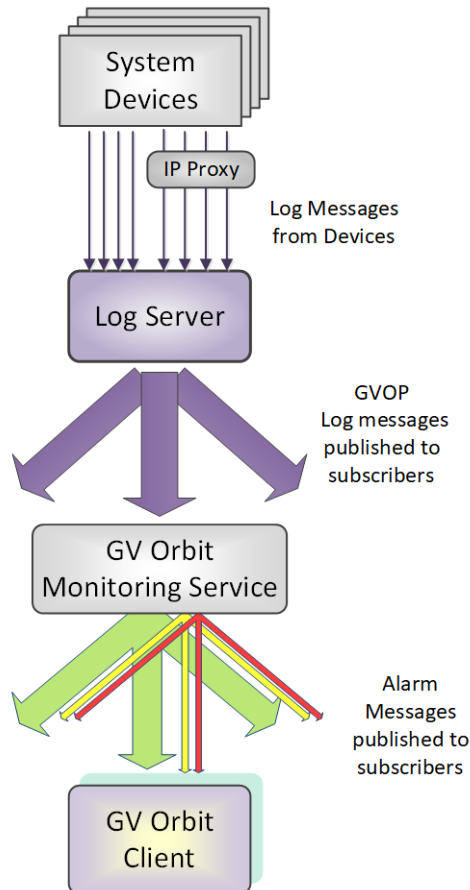 System
Devices
IP Proxy
Log Messages
from Devices
Log Server
GVOP
Log messages
published to
subscribers
GV Orbit
Monitoring Service
Alarm
Messages
published to
subscribers
GV Orbit
Client